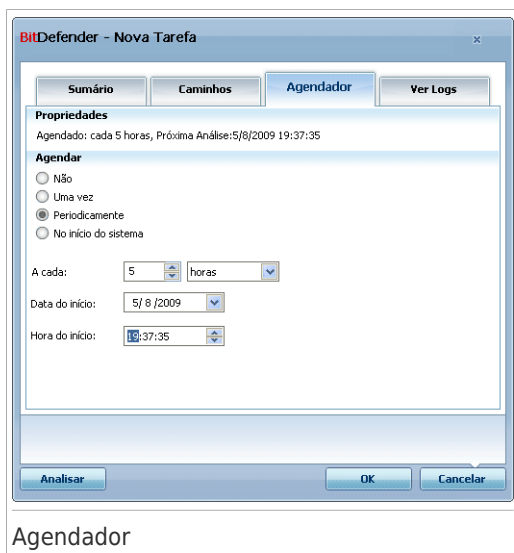 BitDefender - Nova Tarefa
Sumário Caminhos Agendador Ver Logs
Propriedades
Agendado: cada 5 horas, Próxima Análise:5/8/2009 19:37:35
Agendar
Não
Uma vez
Periodicamente
No início do sistema
A cada: 5 horas
Data do início: 5/ 8 /2009
Hora do início: 19:37:35
Analisar OK Cancelar
Agendador